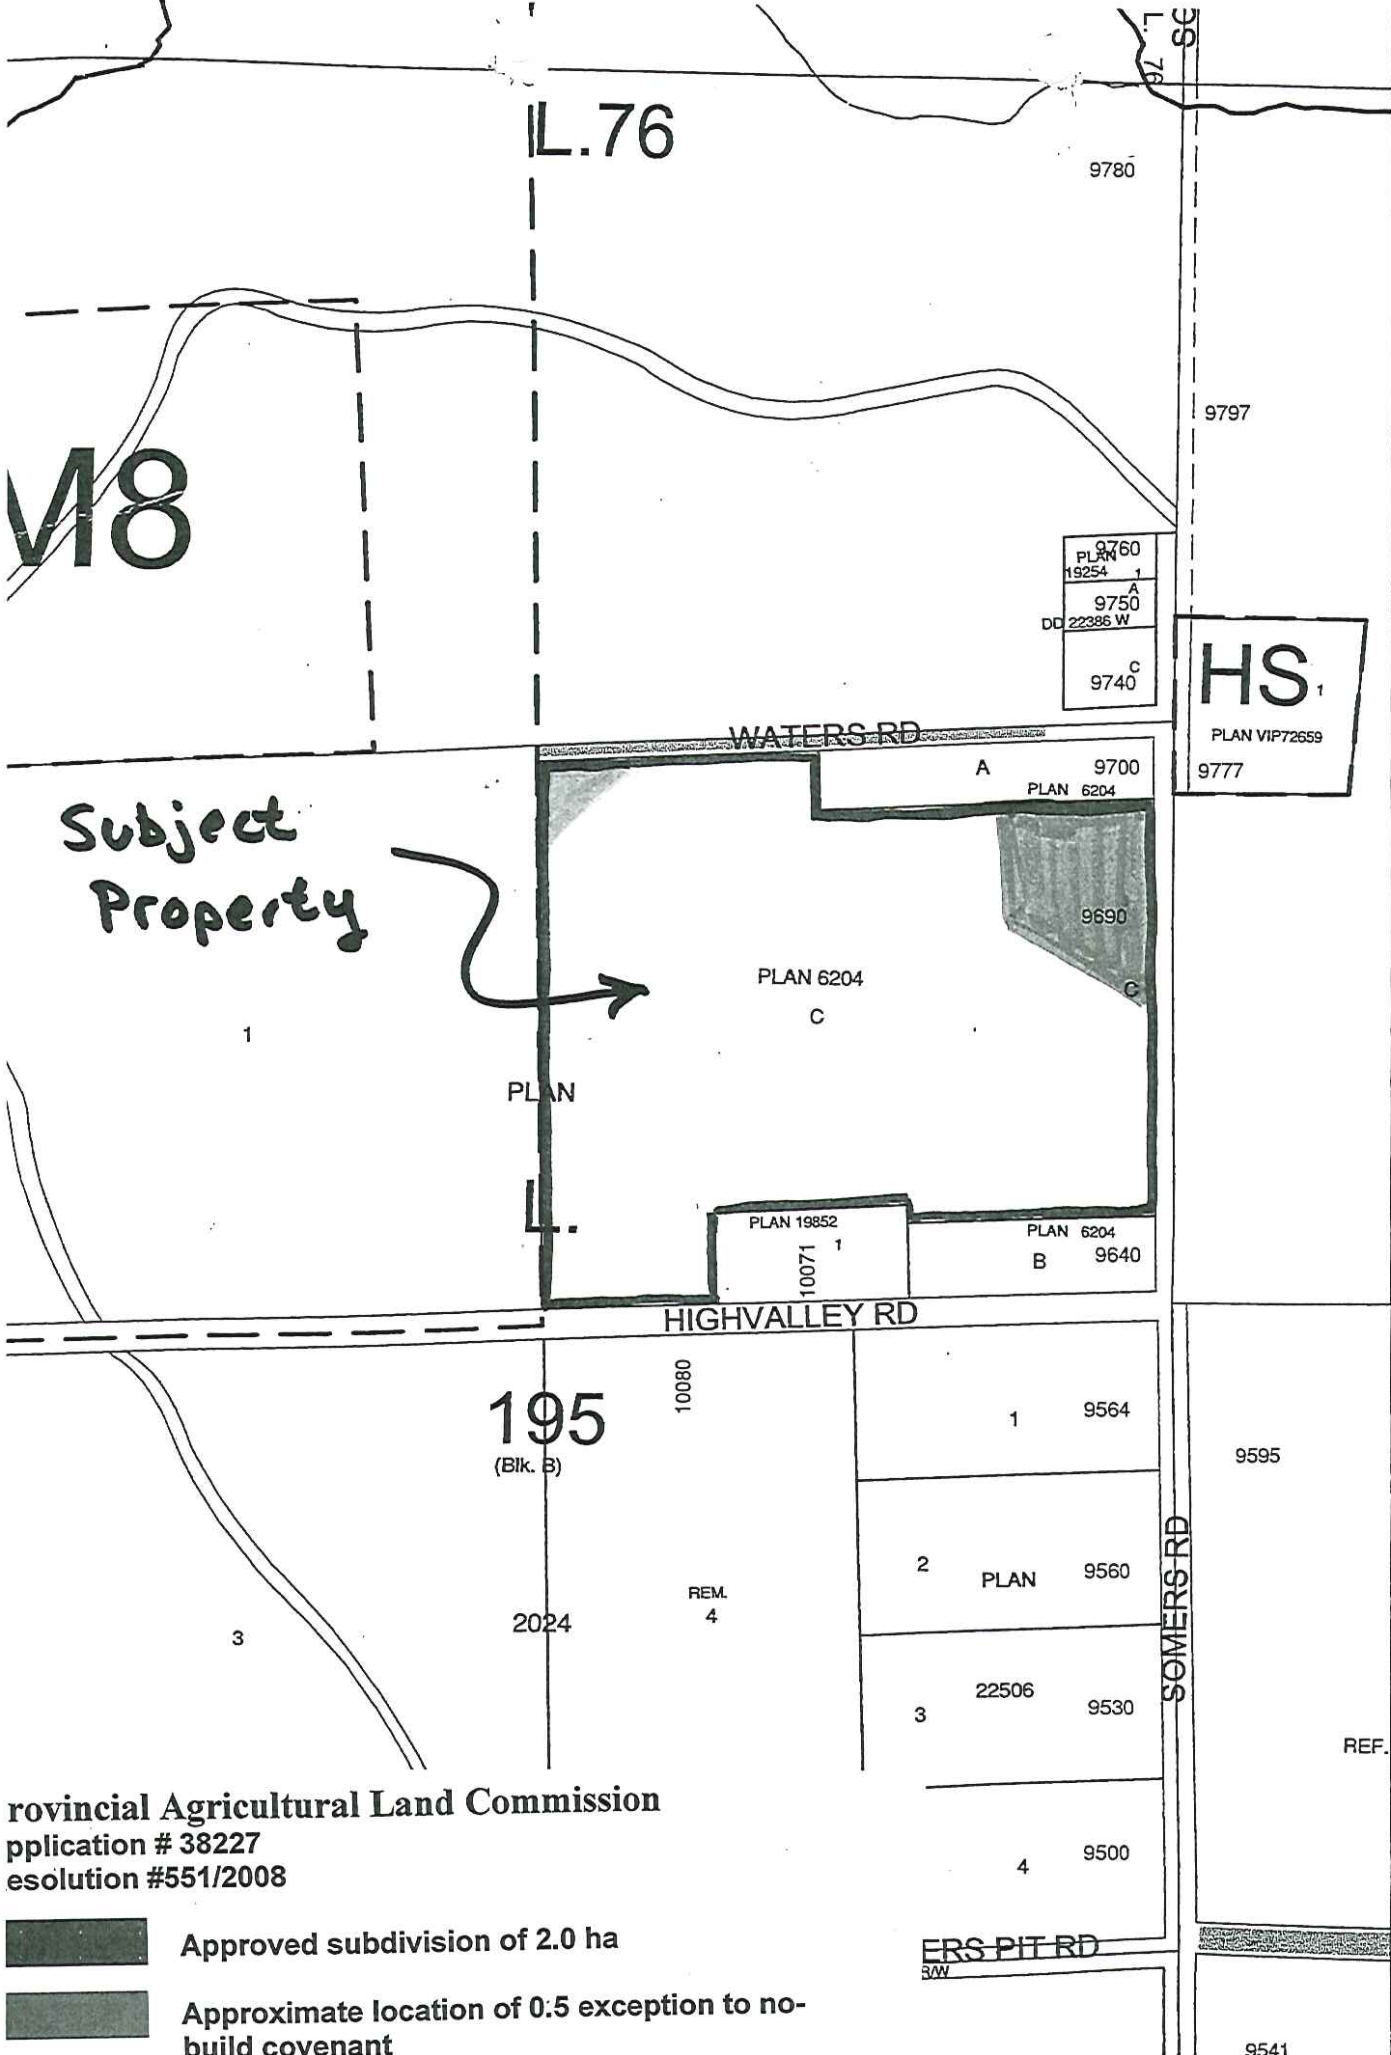 L. 76
SO
L.76
9780
9797
M8
9760
PLAN
19254 1
A
9750
DD 22386 W
C
9740
HS 1
PLAN VIP72659
9777
WATERS RD
A 9700
PLAN 6204
Subject
Property
9690
PLAN 6204
C
C
1
PLAN
L.
PLAN 19852
1
10071
PLAN 6204
B 9640
HIGHVALLEY RD
10080
195
(Blk. B)
1 9564
9595
2 PLAN 9560
REM.
4
2024
3
SOMERS RD
22506
3 9530
REF.
rovincial Agricultural Land Commission
pplication # 38227
esolution #551/2008
4 9500
Approved subdivision of 2.0 ha
ERS PIT RD
R/W
Approximate location of 0.5 exception to no-
build covenant
9541